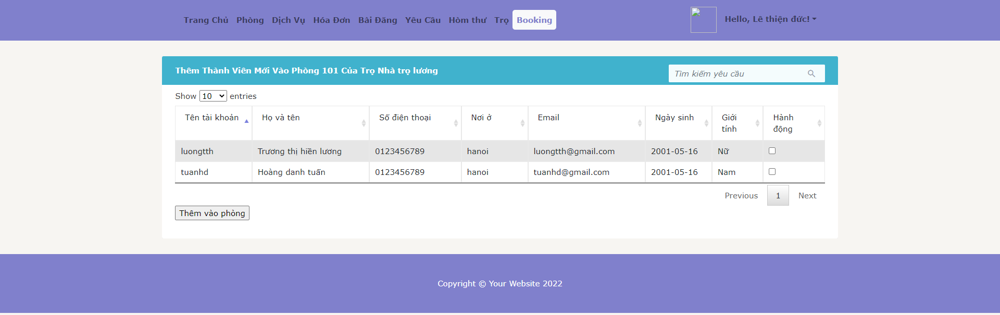 Trang Chủ Phòng Dịch Vụ Hóa Đơn Bài Đăng Yêu Cầu Hòm thư Trọ Booking Hello, Lê thiện đức!
Thêm Thành Viên Mới Vào Phòng 101 Của Trọ Nhà trọ lương
Tìm kiếm yêu cầu
Show 10 entries
Tên tài khoản Họ và tên Số điện thoại Nơi ở Email Ngày sinh Giới tính Hành động
luongtth Trương thị hiền lương 0123456789 hanoi luongtth@gmail.com 2001-05-16 Nữ
tuanhd Hoàng danh tuấn 0123456789 hanoi tuanhd@gmail.com 2001-05-16 Nam
Previous 1 Next
Thêm vào phòng
Copyright © Your Website 2022